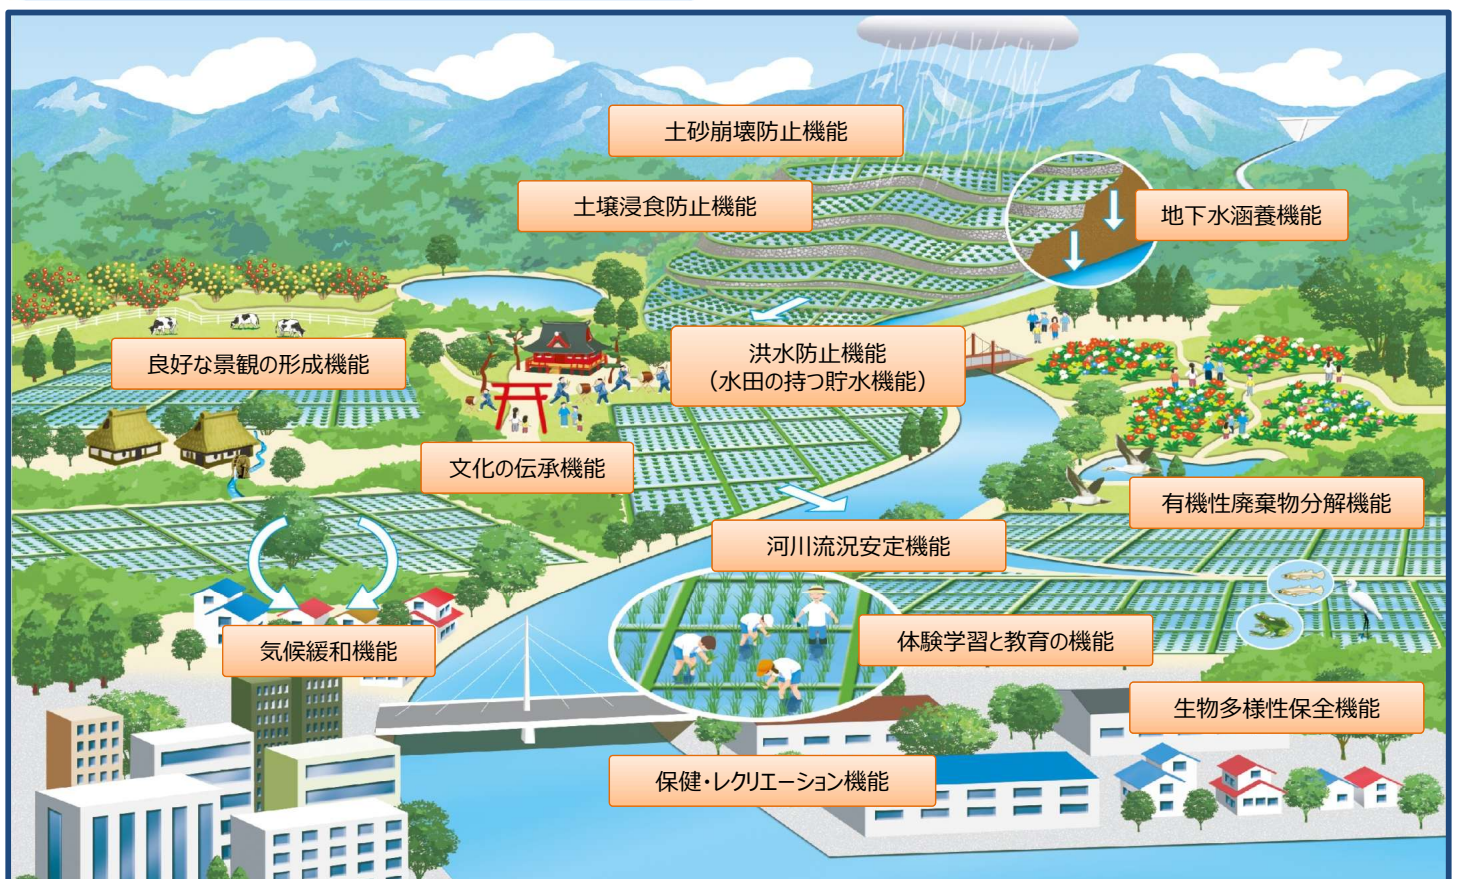 土砂崩壊防止機能
土壌浸食防止機能
地下水涵養機能
良好な景観の形成機能
洪水防止機能
（水田の持つ貯水機能）
文化の伝承機能
有機性廃棄物分解機能
河川流況安定機能
気候緩和機能
体験学習と教育の機能
生物多様性保全機能
保健・レクリエーション機能